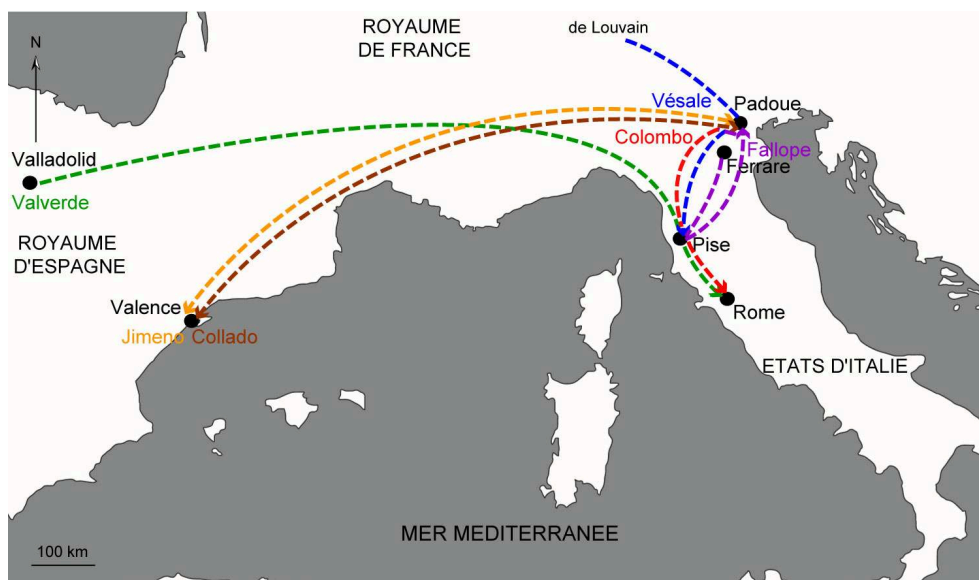 ROYAUME
DE FRANCE
de Louvain
N
Vésale
Padoue
Colombo
Fallope
Ferrare
Valladolid
Valverde
ROYAUME
D'ESPAGNE
Pise
Valence
Rome
Jimeno Collado
ETATS D'ITALIE
MER MEDITERRANEE
100 km